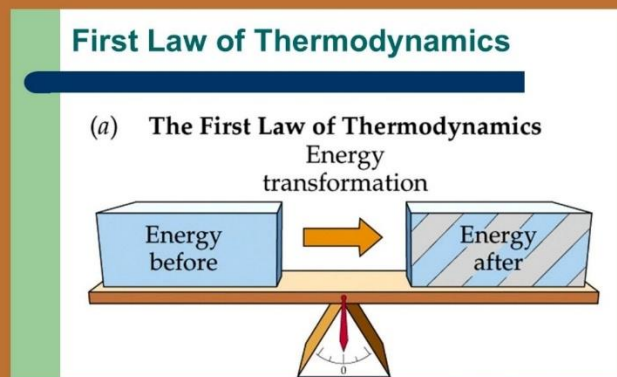 First Law of Thermodynamics
(a) The First Law of Thermodynamics
Energy
transformation
Energy
before
Energy
after
0